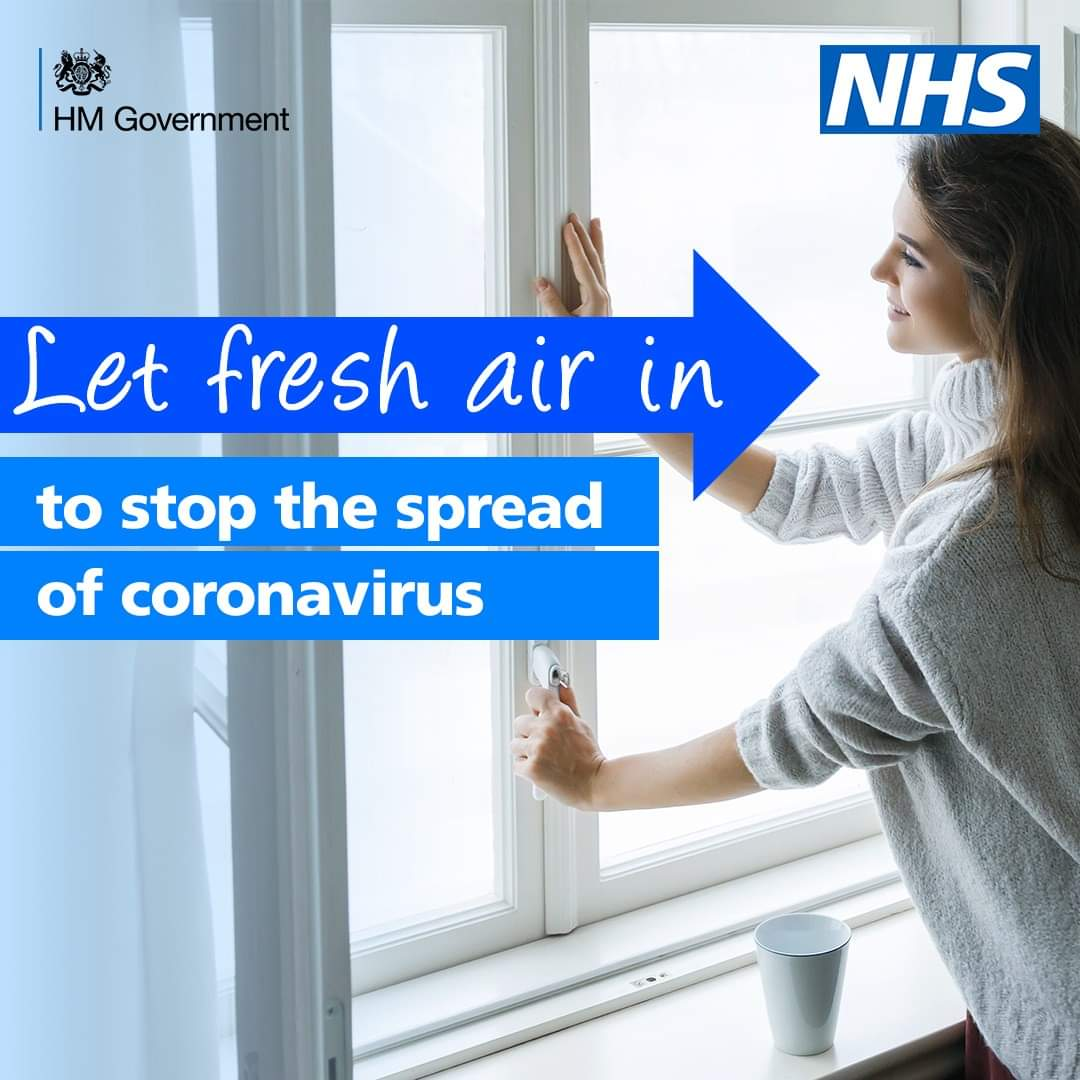 HM Government
NHS
Let fresh air in
to stop the spread
of coronavirus